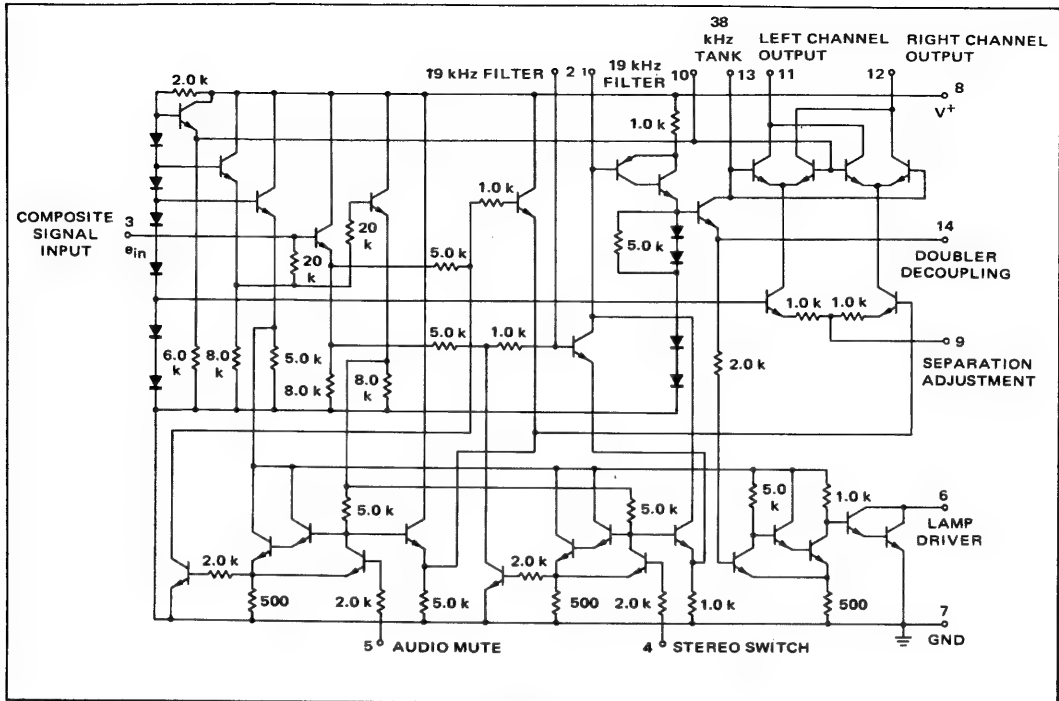 38
kHz
TANK
LEFT CHANNEL
OUTPUT
RIGHT CHANNEL
OUTPUT
19 kHz FILTER
2
1
19 kHz
FILTER
10
13
11
12
8
V+
2.0 k
1.0 k
1.0 k
COMPOSITE
SIGNAL
INPUT
3
ein
20
k
20
k
5.0 k
5.0 k
14
DOUBLER
DECOUPLING
1.0 k
1.0 k
5.0 k
1.0 k
9
SEPARATION
ADJUSTMENT
6.0
k
8.0
k
5.0 k
8.0 k
8.0
k
2.0 k
5.0 k
5.0 k
5.0
k
1.0 k
6
LAMP
DRIVER
2.0 k
2.0 k
500
2.0 k
5.0 k
500
2.0 k
1.0 k
500
7
GND
5 AUDIO MUTE
4 STEREO SWITCH